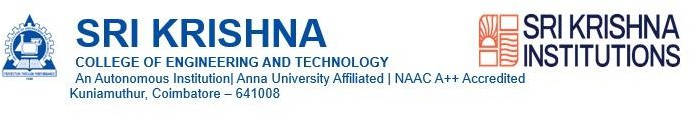 SRI KRISHNA
COLLEGE OF ENGINEERING AND TECHNOLOGY
An Autonomous Institution| Anna University Affiliated | NAAC A++ Accredited
Kuniamuthur, Coimbatore – 641008
SRI KRISHNA
INSTITUTIONS